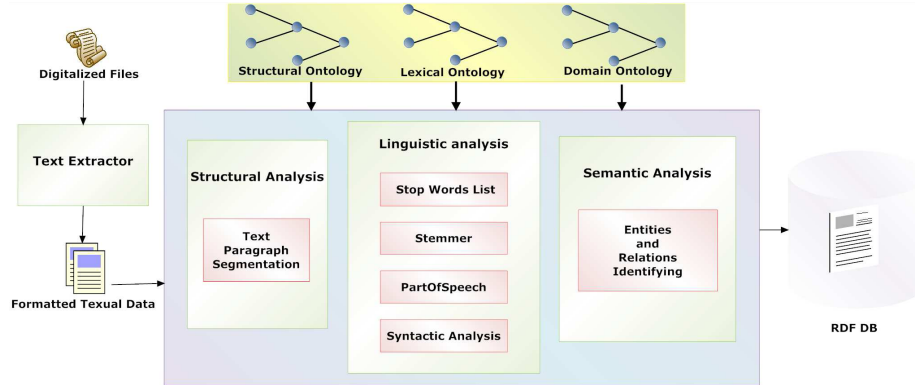 Digitalized Files
Text Extractor
Formatted Texual Data
Structural Ontology
Lexical Ontology
Domain Ontology
Structural Analysis
Text
Paragraph
Segmentation
Linguistic analysis
Stop Words List
Stemmer
PartOfSpeech
Syntactic Analysis
Semantic Analysis
Entities
and
Relations
Identifying
RDF DB